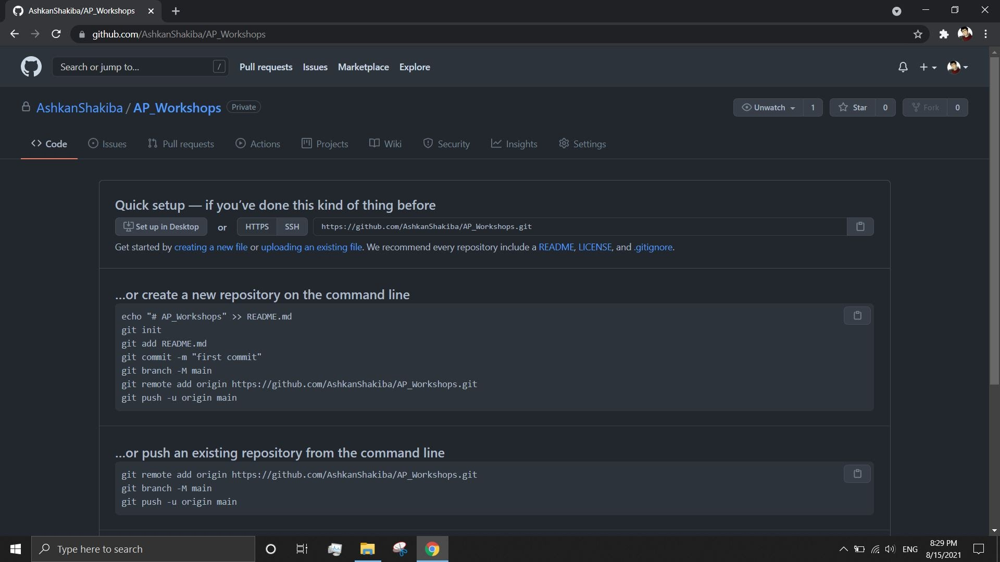 AshkanShakiba/AP_Workshops
github.com/AshkanShakiba/AP_Workshops
Search or jump to... /
Pull requests Issues Marketplace Explore
AshkanShakiba / AP_Workshops Private
Unwatch 1 Star 0 Fork 0
Code Issues Pull requests Actions Projects Wiki Security Insights Settings
Quick setup — if you’ve done this kind of thing before
Set up in Desktop or HTTPS SSH https://github.com/AshkanShakiba/AP_Workshops.git
Get started by creating a new file or uploading an existing file. We recommend every repository include a README, LICENSE, and .gitignore.
…or create a new repository on the command line
echo "# AP_Workshops" >> README.md
git init
git add README.md
git commit -m "first commit"
git branch -M main
git remote add origin https://github.com/AshkanShakiba/AP_Workshops.git
git push -u origin main
…or push an existing repository from the command line
git remote add origin https://github.com/AshkanShakiba/AP_Workshops.git
git branch -M main
git push -u origin main
Type here to search
ENG
8:29 PM
8/15/2021